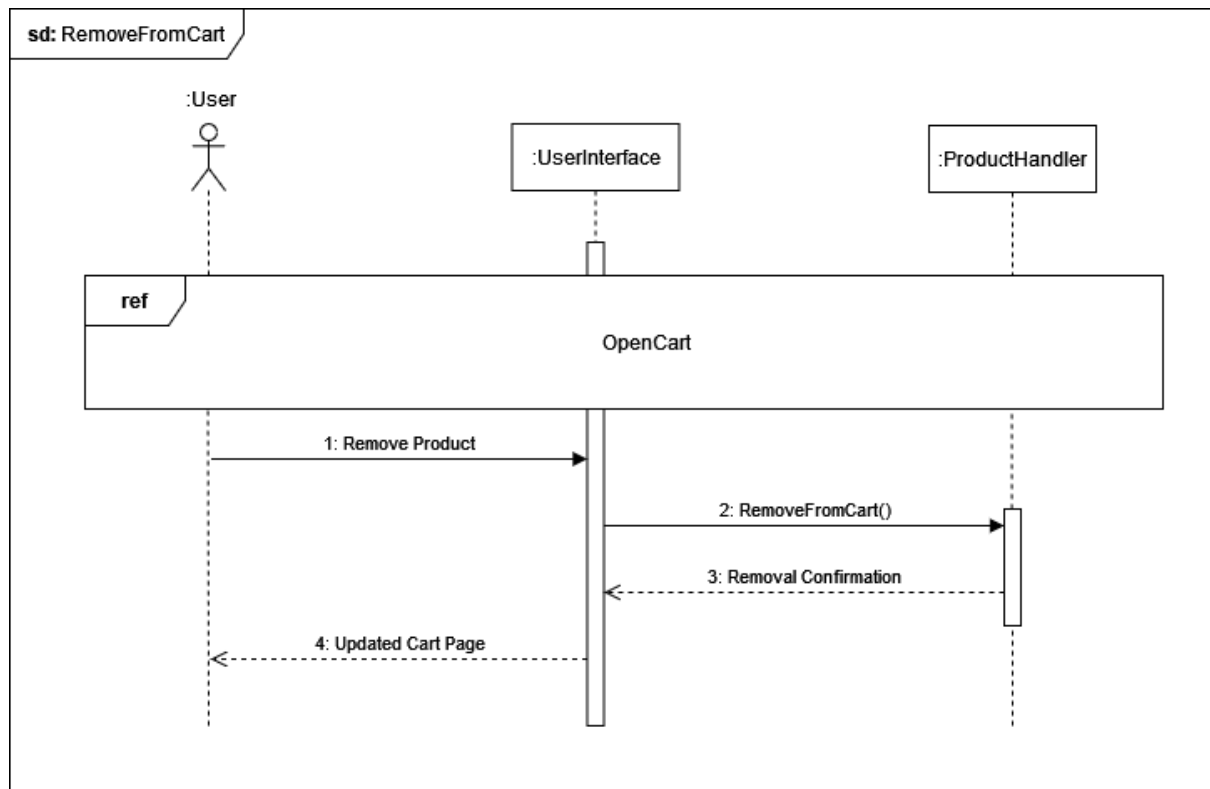 sd: RemoveFromCart
:User
:UserInterface
:ProductHandler
ref
OpenCart
1: Remove Product
2: RemoveFromCart()
3: Removal Confirmation
4: Updated Cart Page